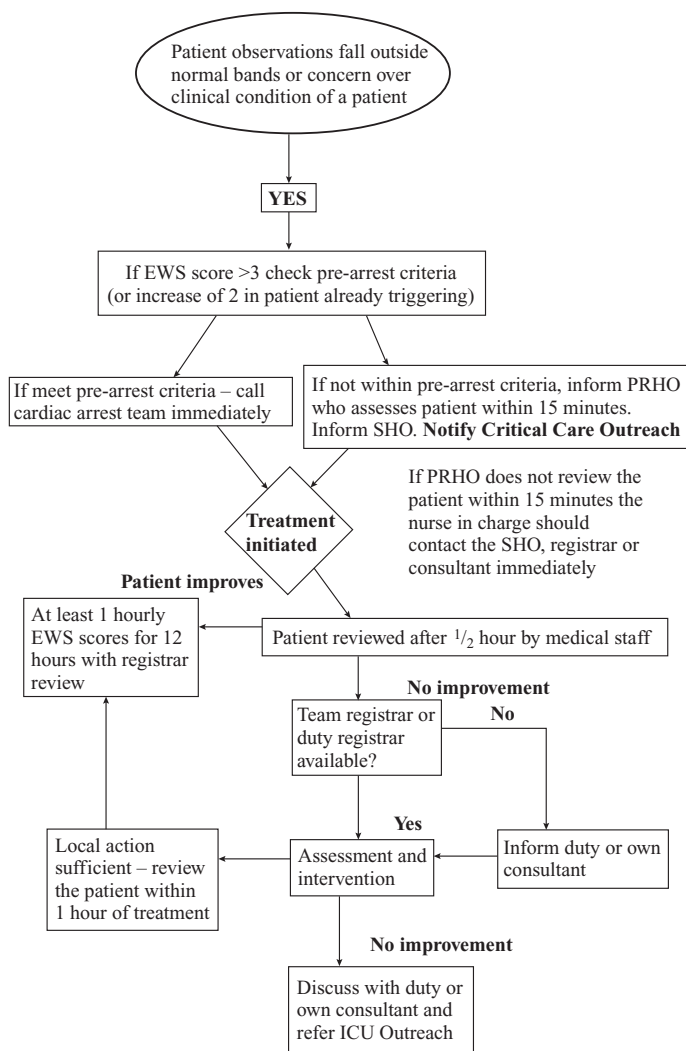 Patient observations fall outside
normal bands or concern over
clinical condition of a patient
YES
If EWS score >3 check pre-arrest criteria
(or increase of 2 in patient already triggering)
If meet pre-arrest criteria – call
cardiac arrest team immediately
If not within pre-arrest criteria, inform PRHO
who assesses patient within 15 minutes.
Inform SHO. Notify Critical Care Outreach
If PRHO does not review the
patient within 15 minutes the
nurse in charge should
contact the SHO, registrar or
consultant immediately
Treatment
initiated
Patient improves
At least 1 hourly
EWS scores for 12
hours with registrar
review
Patient reviewed after 1/2 hour by medical staff
No improvement
Team registrar or
duty registrar
available?
No
Yes
Local action
sufficient – review
the patient within
1 hour of treatment
Assessment and
intervention
Inform duty or own
consultant
No improvement
Discuss with duty or
own consultant and
refer ICU Outreach